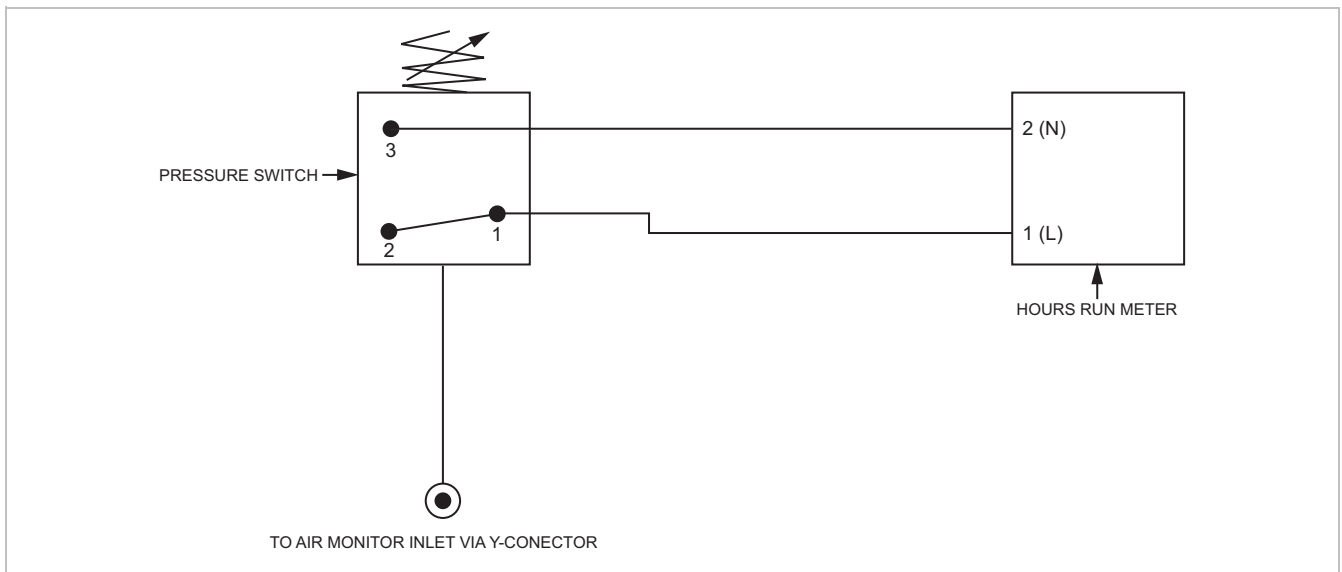 2 (N)
3
PRESSURE SWITCH
1
1 (L)
2
HOURS RUN METER
TO AIR MONITOR INLET VIA Y-CONECTOR